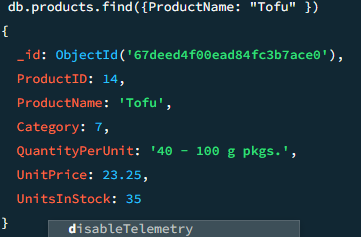 db.products.find({ProductName: "Tofu" })
{
_id: ObjectId('67deed4f00ead84fc3b7ace0'),
ProductID: 14,
ProductName: 'Tofu',
Category: 7,
QuantityPerUnit: '40 - 100 g pkgs.',
UnitPrice: 23.25,
UnitsInStock: 35
}
disableTelemetry